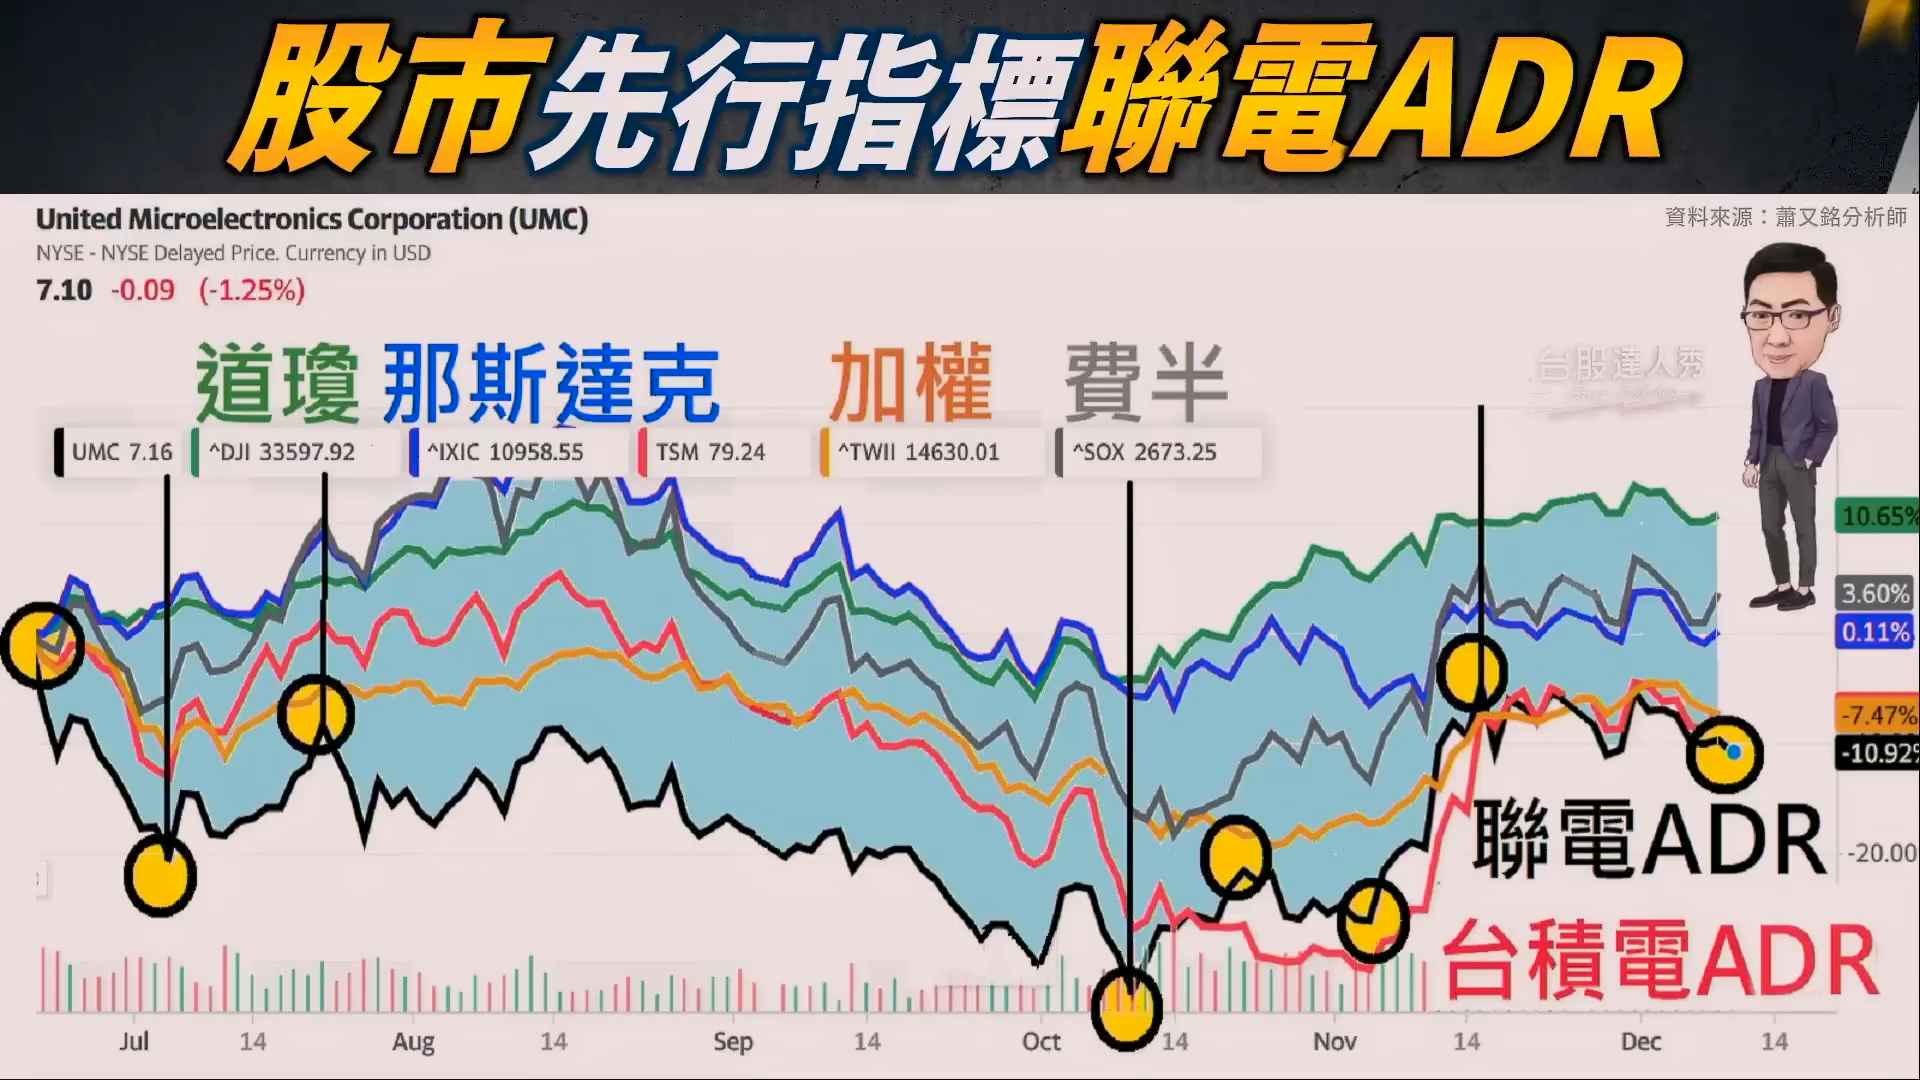 股市先行指標聯電ADR
United Microelectronics Corporation (UMC)
資料來源：蕭又銘分析師
NYSE - NYSE Delayed Price. Currency in USD
7.10 -0.09 (-1.25%)
道瓊 那斯達克 加權 費半
台股達人秀
UMC 7.16 ^DJI 33597.92 ^IXIC 10958.55 TSM 79.24 ^TWII 14630.01 ^SOX 2673.25
10.65%
3.60%
0.11%
-7.47%
-10.92%
聯電ADR
-20.00
台積電ADR
Jul 14 Aug 14 Sep 14 Oct 14 Nov 14 Dec 14